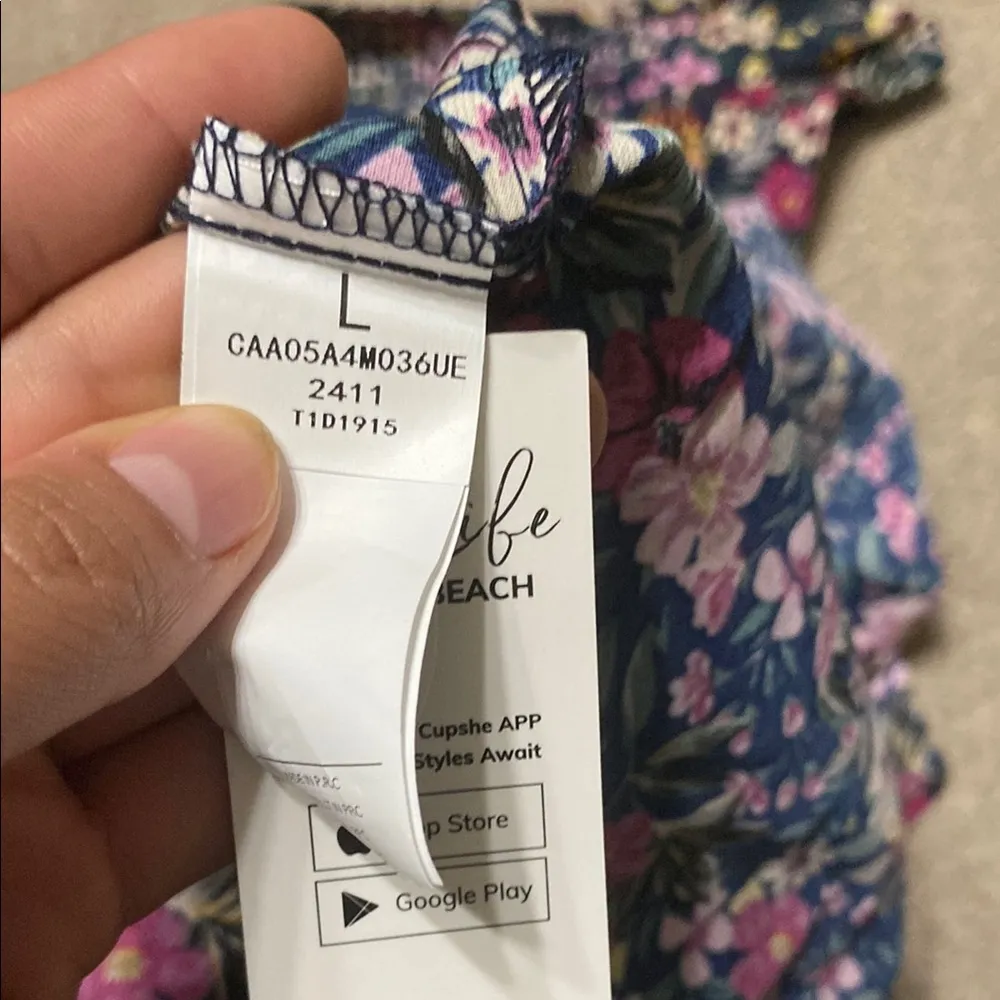 L
CAA05A4M036UE
2411
T1D1915
ife
BEACH
Cupshe APP
Styles Await
p Store
Google Play